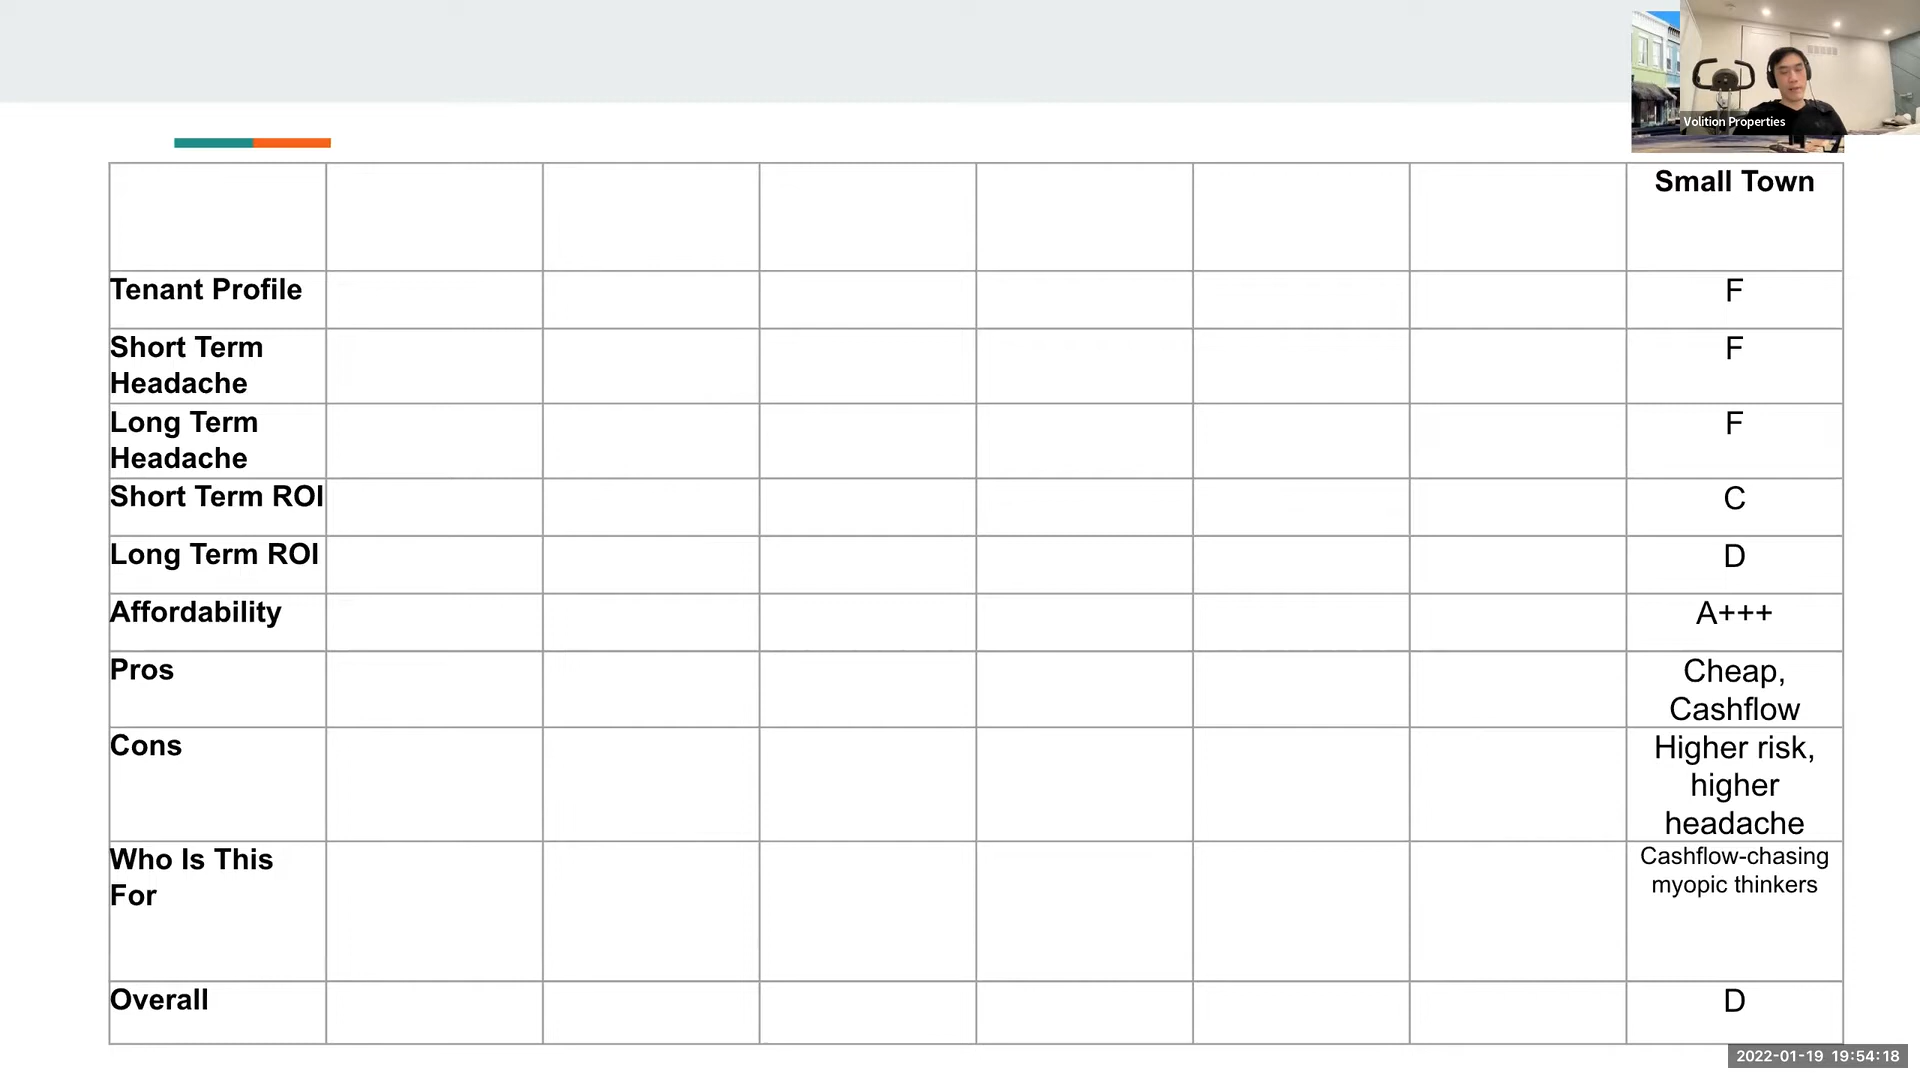 Volition Properties
Small Town
Tenant Profile
F
Short Term
Headache
F
Long Term
Headache
F
Short Term ROI
C
Long Term ROI
D
Affordability
A+++
Pros
Cheap,
Cashflow
Cons
Higher risk,
higher
headache
Who Is This
For
Cashflow-chasing
myopic thinkers
Overall
D
2022-01-19 19:54:18